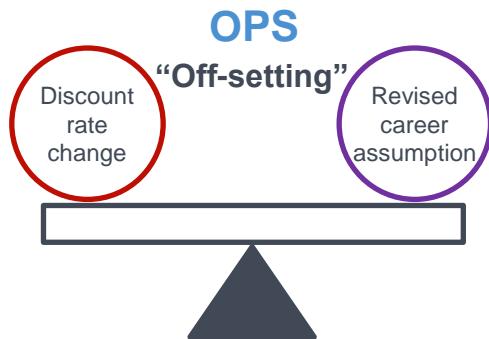 OPS
“Off-setting”
Discount
rate
change
Revised
career
assumption